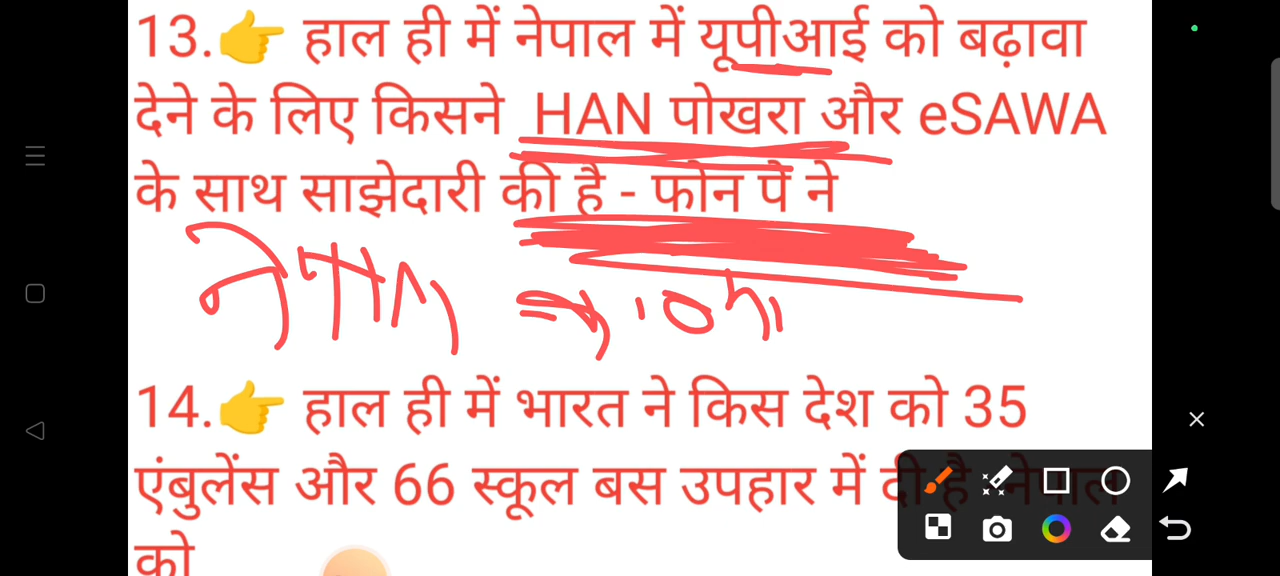 13.👉 हाल ही में नेपाल में यूपीआई को बढ़ावा
देने के लिए किसने HAN पोखरा और eSAWA
के साथ साझेदारी की है - फोन पै ने
14.👉 हाल ही में भारत ने किस देश को 35
एंबुलेंस और 66 स्कूल बस उपहार में दी है - नेपाल
को